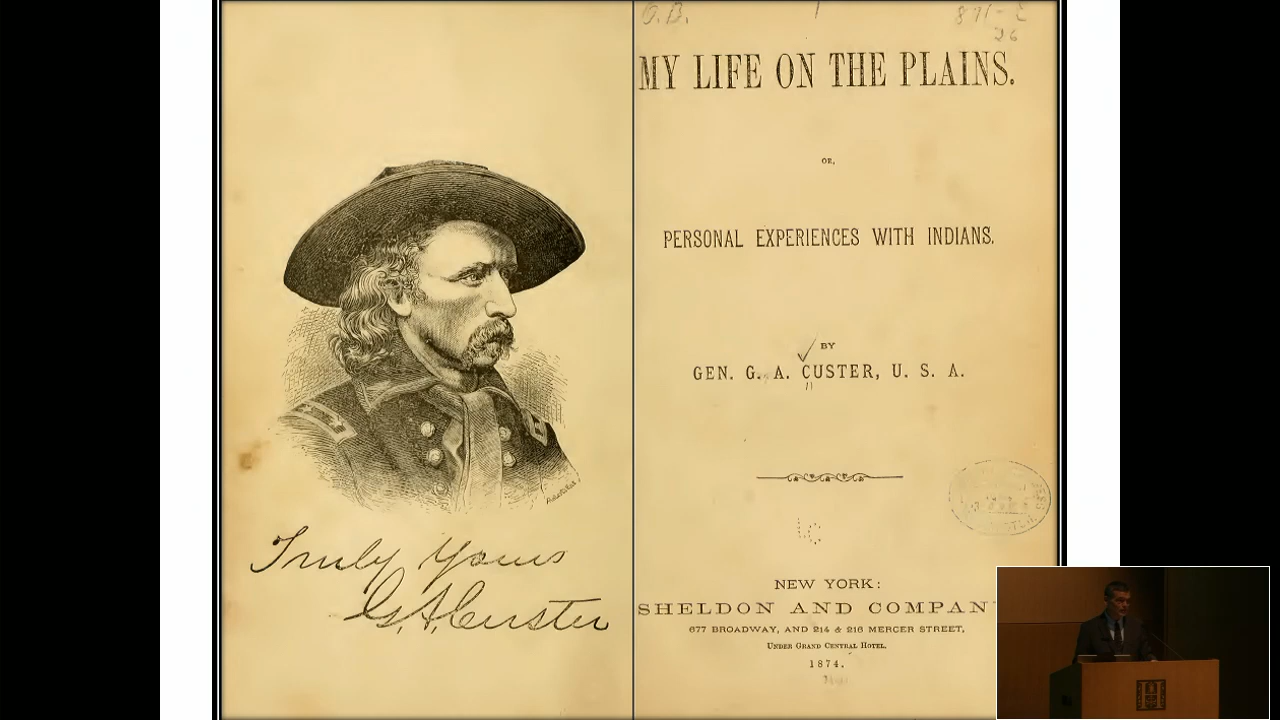 Truly Yours
G. A. Custer
MY LIFE ON THE PLAINS.
OR,
PERSONAL EXPERIENCES WITH INDIANS.
BY
GEN. G. A. CUSTER, U. S. A.
NEW YORK:
SHELDON AND COMPAN
677 BROADWAY, AND 214 & 216 MERCER STREET,
UNDER GRAND CENTRAL HOTEL.
1874.